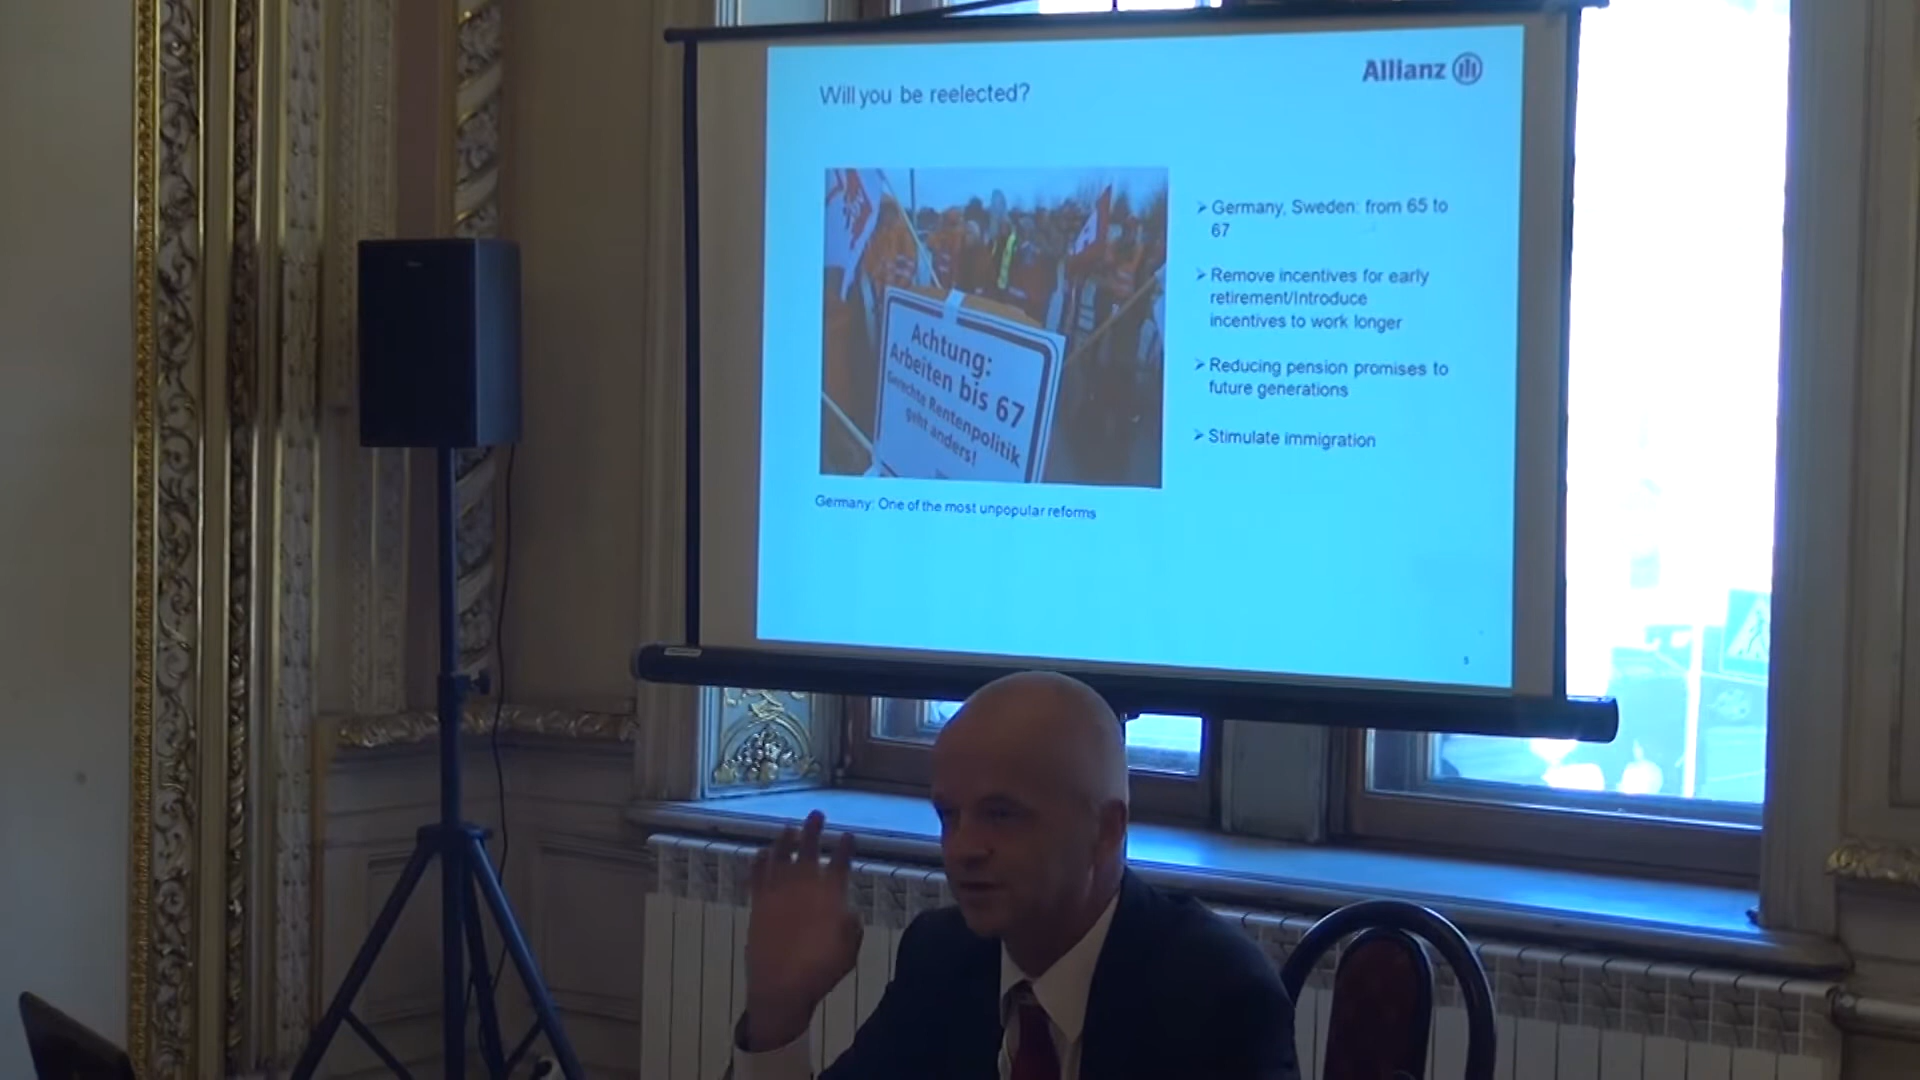 Allianz
Will you be reelected?
Achtung:
Arbeiten bis 67
Gerechte Rentenpolitik
geht anders!
Germany: One of the most unpopular reforms
➢ Germany, Sweden: from 65 to
67
➢ Remove incentives for early
retirement/Introduce
incentives to work longer
➢ Reducing pension promises to
future generations
➢ Stimulate immigration
5